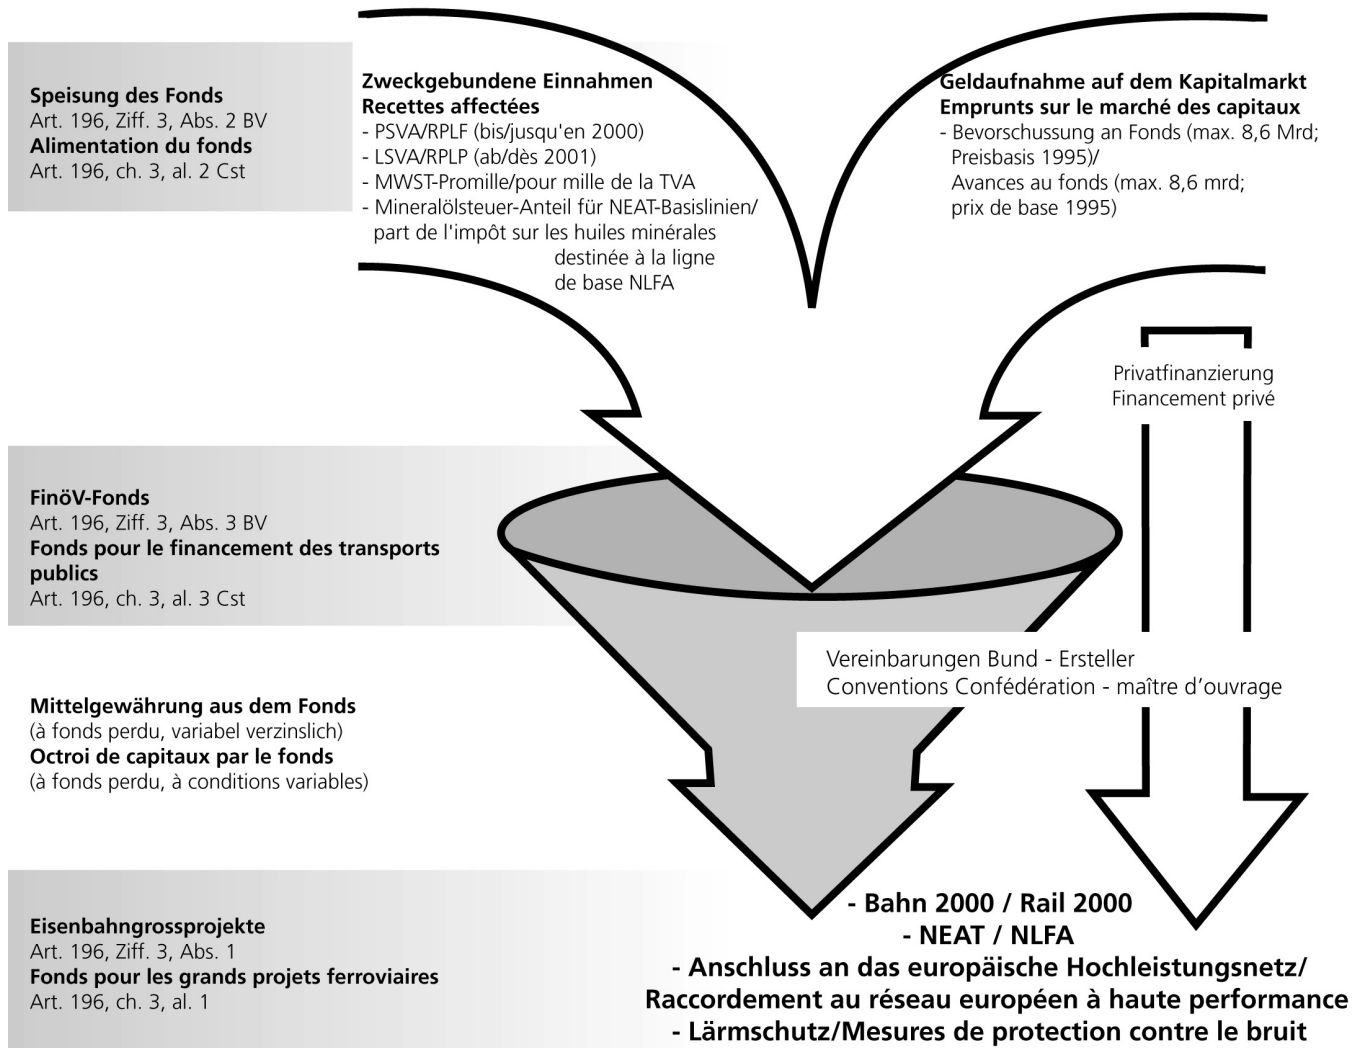 Speisung des Fonds
Art. 196, Ziff. 3, Abs. 2 BV
Alimentation du fonds
Art. 196, ch. 3, al. 2 Cst
Zweckgebundene Einnahmen
Recettes affectées
- PSVA/RPLF (bis/jusqu'en 2000)
- LSVA/RPLP (ab/dès 2001)
- MWST-Promille/pour mille de la TVA
- Mineralölsteuer-Anteil für NEAT-Basislinien/
part de l'impôt sur les huiles minérales
destinée à la ligne
de base NLFA
Geldaufnahme auf dem Kapitalmarkt
Emprunts sur le marché des capitaux
- Bevorschussung an Fonds (max. 8,6 Mrd;
Preisbasis 1995)/
Avances au fonds (max. 8,6 mrd;
prix de base 1995)
Privatfinanzierung
Financement privé
FinöV-Fonds
Art. 196, Ziff. 3, Abs. 3 BV
Fonds pour le financement des transports
publics
Art. 196, ch. 3, al. 3 Cst
Vereinbarungen Bund - Ersteller
Conventions Confédération - maître d’ouvrage
Mittelgewährung aus dem Fonds
(à fonds perdu, variabel verzinslich)
Octroi de capitaux par le fonds
(à fonds perdu, à conditions variables)
Eisenbahngrossprojekte
Art. 196, Ziff. 3, Abs. 1
Fonds pour les grands projets ferroviaires
Art. 196, ch. 3, al. 1
- Bahn 2000 / Rail 2000
- NEAT / NLFA
- Anschluss an das europäische Hochleistungsnetz/
Raccordement au réseau européen à haute performance
- Lärmschutz/Mesures de protection contre le bruit